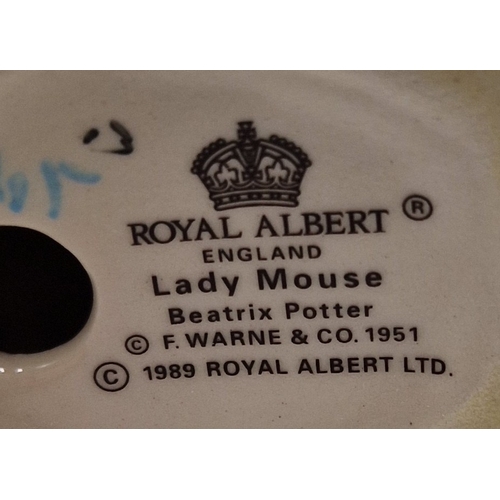 ROYAL ALBERT ®
ENGLAND
Lady Mouse
Beatrix Potter
© F. WARNE & CO. 1951
© 1989 ROYAL ALBERT LTD.